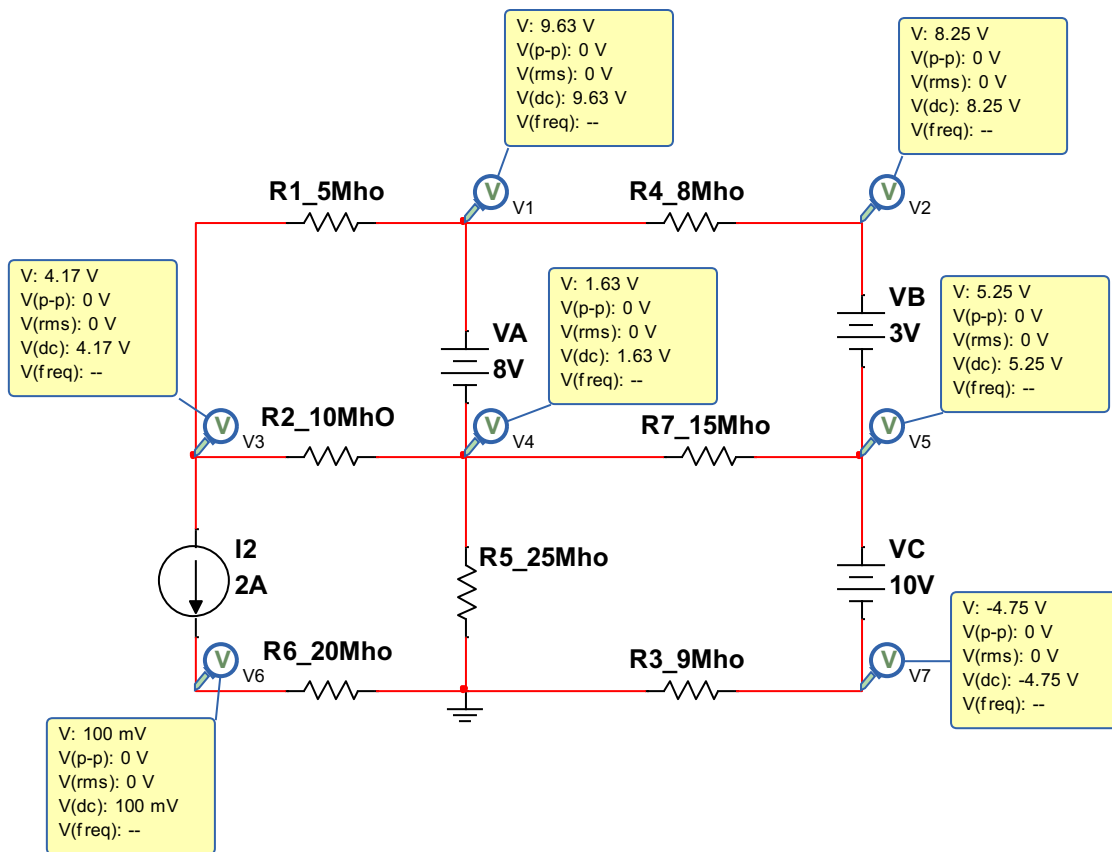 V: 9.63 V
V(p-p): 0 V
V(rms): 0 V
V(dc): 9.63 V
V(freq): --
V: 8.25 V
V(p-p): 0 V
V(rms): 0 V
V(dc): 8.25 V
V(freq): --
R1_5Mho
V
V1
R4_8Mho
V
V2
V: 4.17 V
V(p-p): 0 V
V(rms): 0 V
V(dc): 4.17 V
V(freq): --
V: 1.63 V
V(p-p): 0 V
V(rms): 0 V
V(dc): 1.63 V
V(freq): --
V: 5.25 V
V(p-p): 0 V
V(rms): 0 V
V(dc): 5.25 V
V(freq): --
VA
8V
VB
3V
V
V3
R2_10MhO
V
V4
R7_15Mho
V
V5
I2
2A
R5_25Mho
VC
10V
V
V6
R6_20Mho
R3_9Mho
V
V7
V: -4.75 V
V(p-p): 0 V
V(rms): 0 V
V(dc): -4.75 V
V(freq): --
V: 100 mV
V(p-p): 0 V
V(rms): 0 V
V(dc): 100 mV
V(freq): --